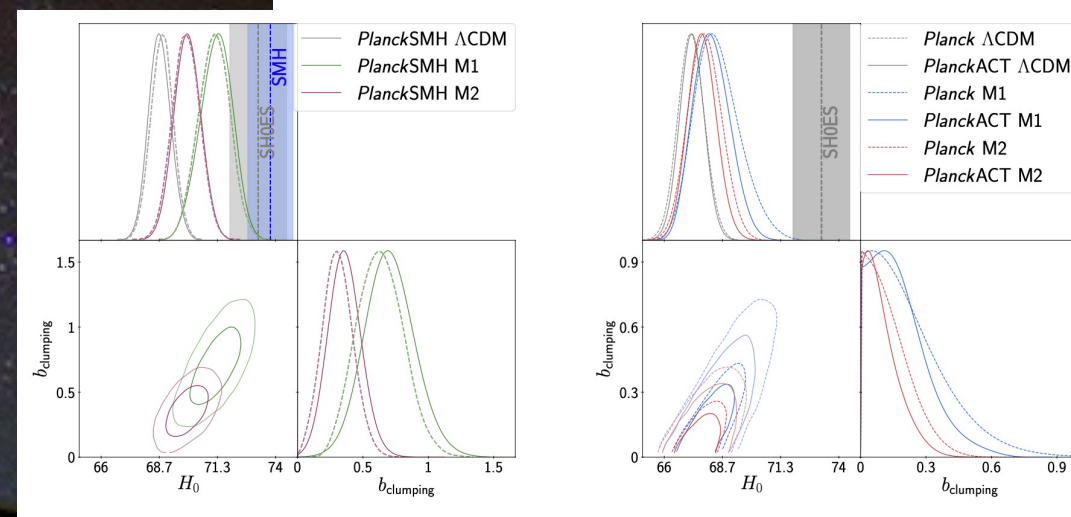 PlanckSMH ΛCDM
PlanckSMH M1
PlanckSMH M2
SH0ES
SMH
1.5
1
0.5
0
b_clumping
66 68.7 71.3 74
H_0
0 0.5 1 1.5
b_clumping
Planck ΛCDM
PlanckACT ΛCDM
Planck M1
PlanckACT M1
Planck M2
PlanckACT M2
SH0ES
0.9
0.6
0.3
0
b_clumping
66 68.7 71.3 74
H_0
0 0.3 0.6 0.9
b_clumping